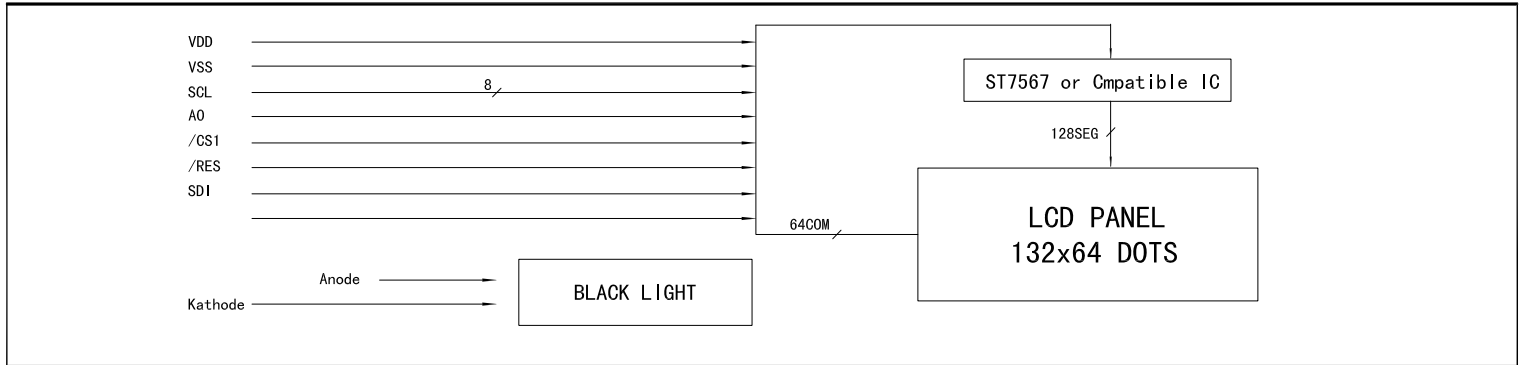 VDD
VSS
SCL
8
A0
/CS1
/RES
SDI
ST7567 or Cmpatible IC
128SEG
LCD PANEL
132x64 DOTS
64COM
Anode
Kathode
BLACK LIGHT